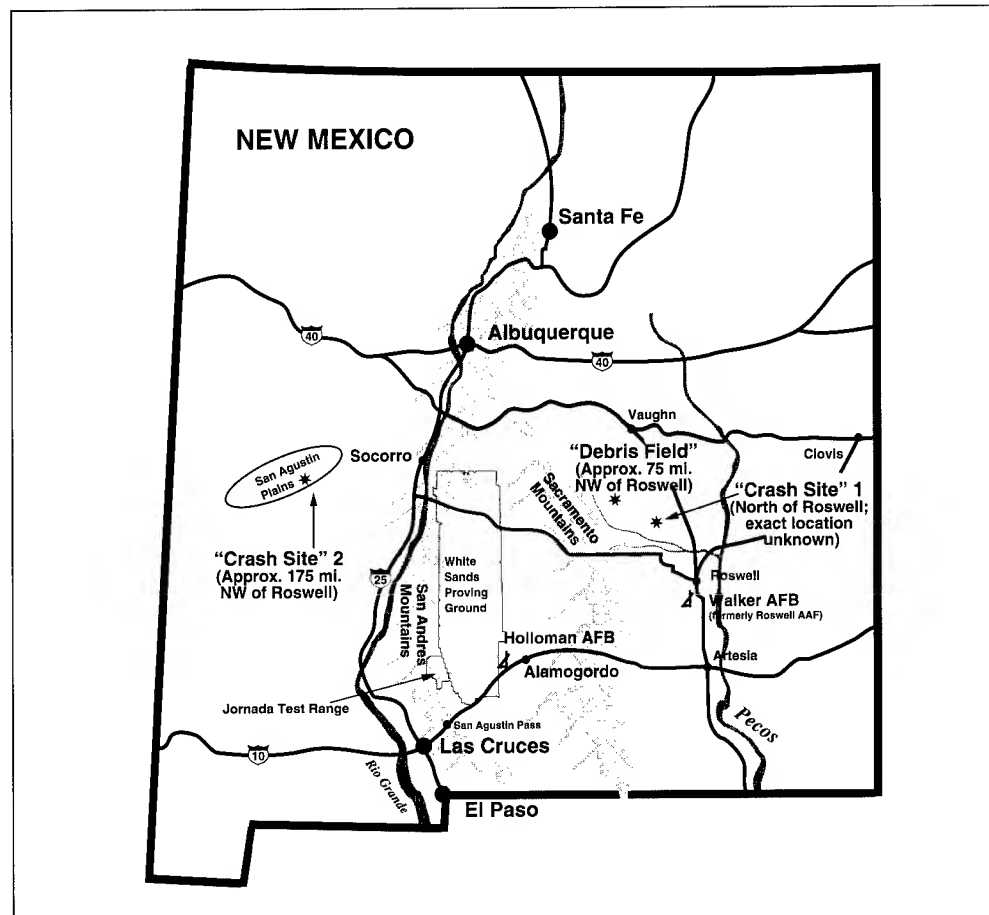 NEW MEXICO
Santa Fe
Albuquerque
40
40
Vaughn
Clovis
Socorro
San Agustin
Plains
"Debris Field"
(Approx. 75 mi.
NW of Roswell)
"Crash Site" 1
(North of Roswell;
exact location
unknown)
Sacramento
Mountains
"Crash Site" 2
(Approx. 175 mi.
NW of Roswell)
25
White
Sands
Proving
Ground
San Andres
Mountains
Roswell
Walker AFB
(formerly Roswell AAF)
Holloman AFB
Alamogordo
Artesia
Jornada Test Range
San Agustin Pass
Pecos
10
Las Cruces
Rio Grande
El Paso